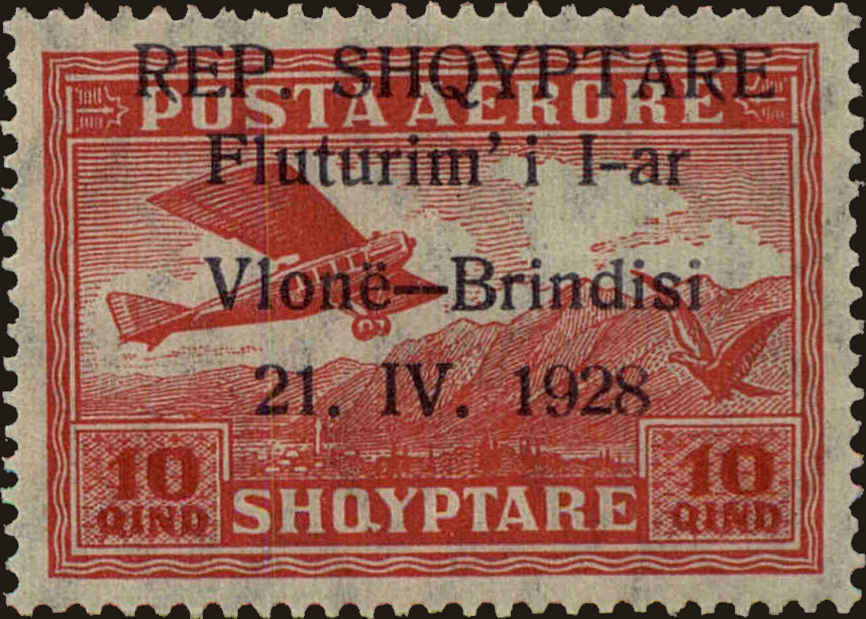 REP. SHQYPTARE
POSTA AERORE
Fluturim' i I-ar
Vlonë—Brindisi
21. IV. 1928
10 QIND
10 QIND
SHQYPTARE